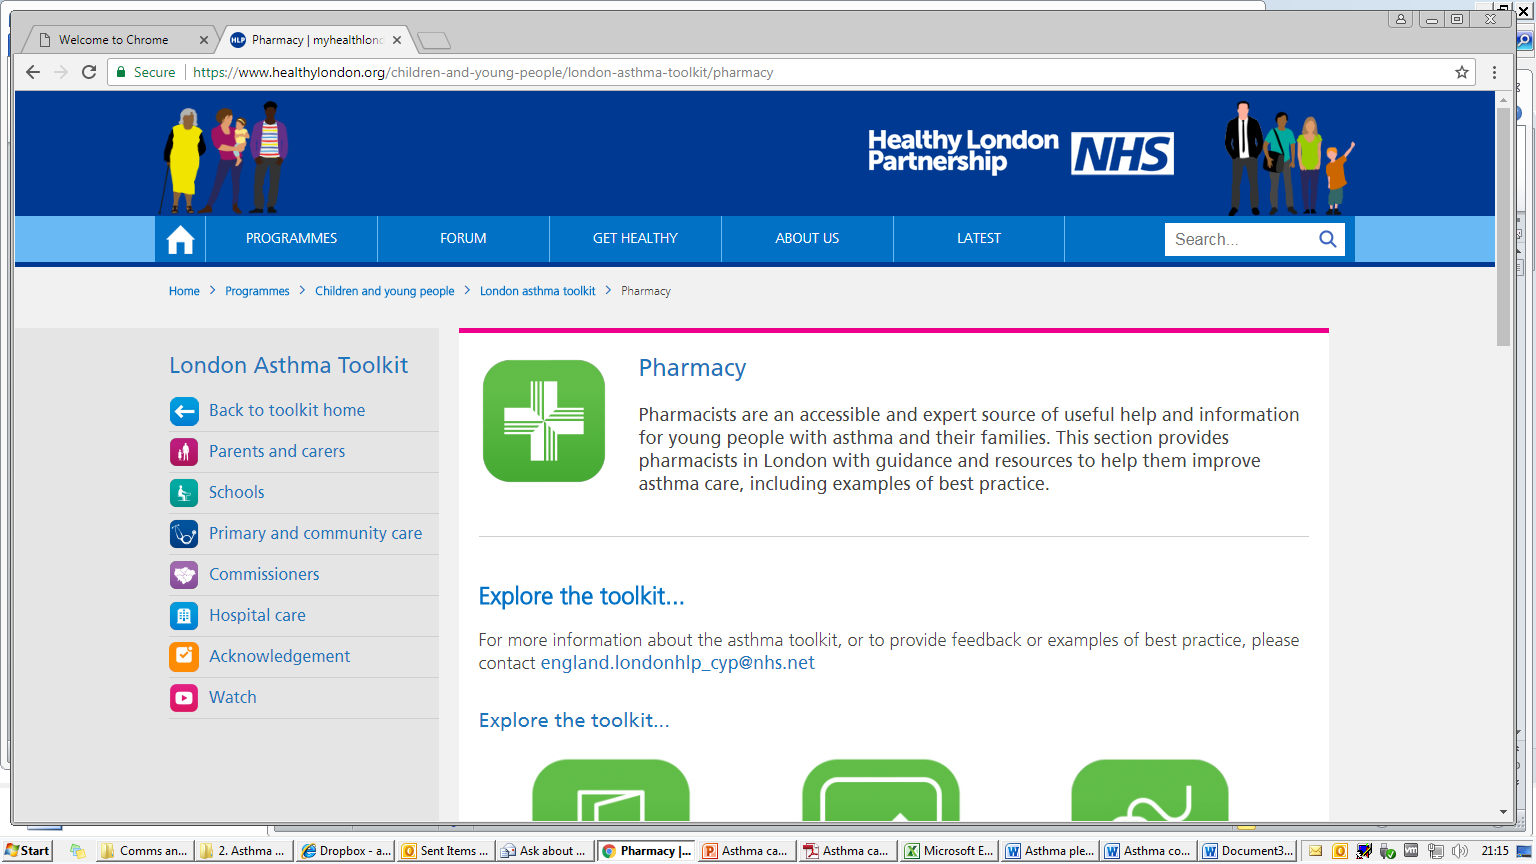 Welcome to Chrome
HLP
Pharmacy | myhealthlond
Secure
https://www.healthylondon.org/children-and-young-people/london-asthma-toolkit/pharmacy
Healthy London
Partnership
NHS
PROGRAMMES
FORUM
GET HEALTHY
ABOUT US
LATEST
Search...
Home > Programmes > Children and young people > London asthma toolkit > Pharmacy
London Asthma Toolkit
Back to toolkit home
Parents and carers
Schools
Primary and community care
Commissioners
Hospital care
Acknowledgement
Watch
Pharmacy
Pharmacists are an accessible and expert source of useful help and information
for young people with asthma and their families. This section provides
pharmacists in London with guidance and resources to help them improve
asthma care, including examples of best practice.
Explore the toolkit...
For more information about the asthma toolkit, or to provide feedback or examples of best practice, please
contact england.londonhlp_cyp@nhs.net
Explore the toolkit...
Start
Comms an...
2. Asthma ...
Dropbox - a...
Sent Items ...
Ask about ...
Pharmacy |...
Asthma ca...
Asthma ca...
Microsoft E...
Asthma ple...
Asthma co...
Document3...
21:15